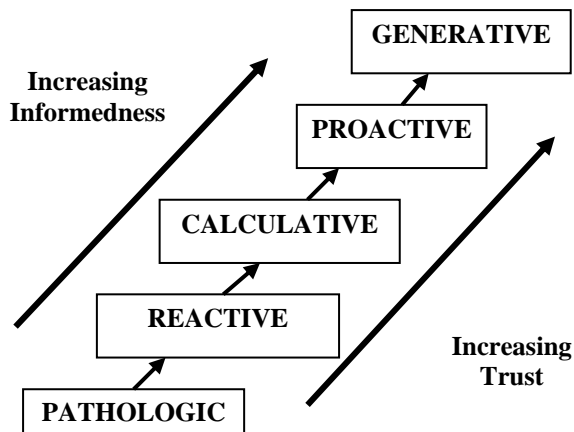 GENERATIVE
Increasing
Informedness
PROACTIVE
CALCULATIVE
REACTIVE
Increasing
Trust
PATHOLOGIC